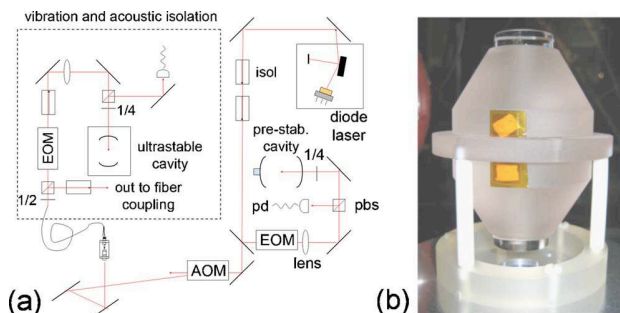 vibration and acoustic isolation
1/4
EOM
ultrastable
cavity
1/2
out to fiber
coupling
isol
diode
laser
pre-stab.
cavity
1/4
pd
pbs
EOM
lens
AOM
(a)
(b)